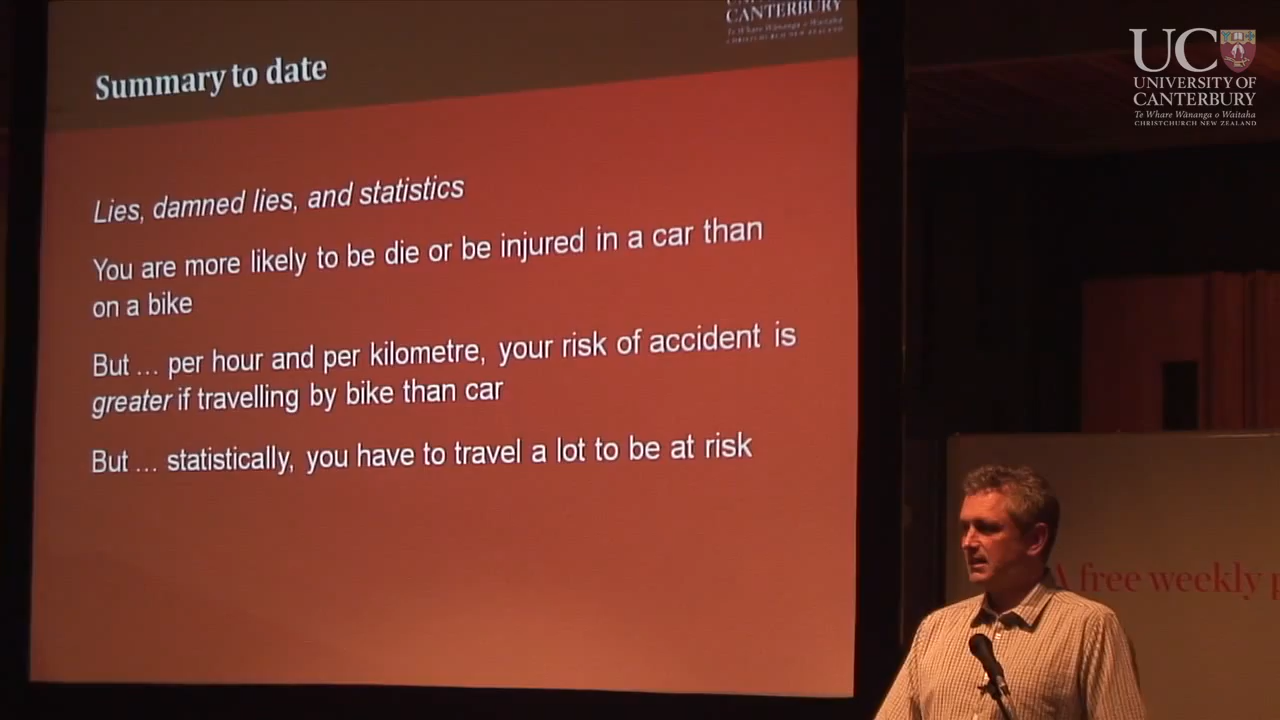 CANTERBURY
Te Whare Wānanga o Waitaha
CHRISTCHURCH NEW ZEALAND
Summary to date
Lies, damned lies, and statistics
You are more likely to be die or be injured in a car than
on a bike
But ... per hour and per kilometre, your risk of accident is
greater if travelling by bike than car
But ... statistically, you have to travel a lot to be at risk
UC
UNIVERSITY OF
CANTERBURY
Te Whare Wānanga o Waitaha
CHRISTCHURCH NEW ZEALAND
A free weekly